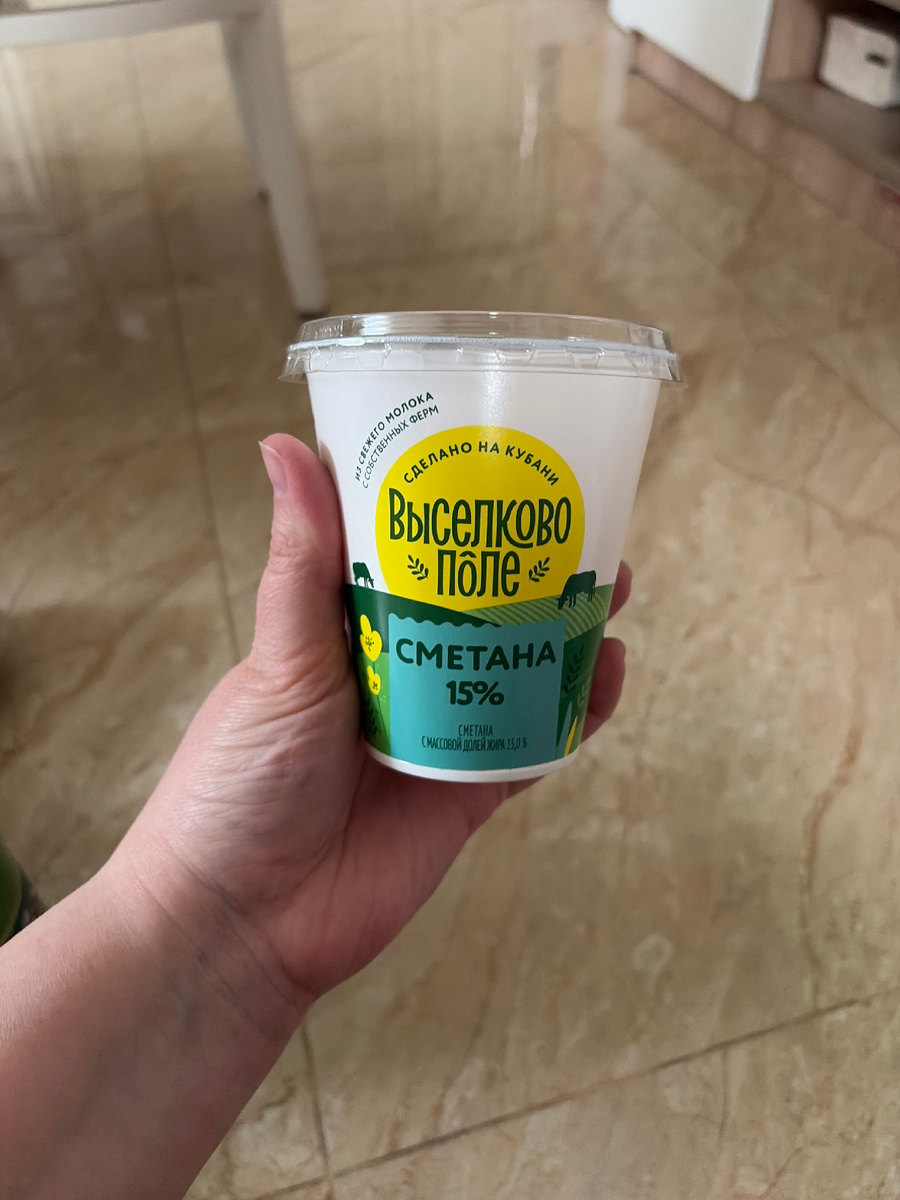 ИЗ СВЕЖЕГО МОЛОКА
С СОБСТВЕННЫХ ФЕРМ
СДЕЛАНО НА КУБАНИ
Выселково
поле
СМЕТАНА
15%
СМЕТАНА
С МАССОВОЙ ДОЛЕЙ ЖИРА 15,0 %